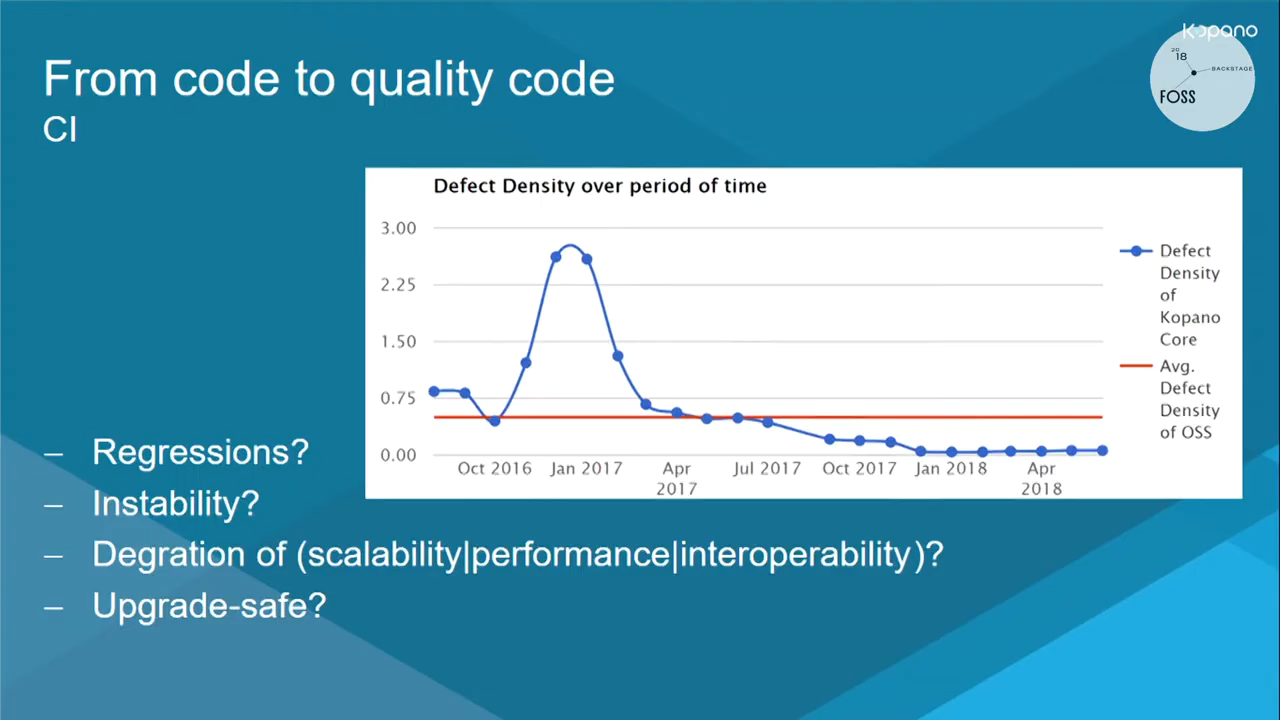 kopano
20
18
BACKSTAGE
FOSS
From code to quality code
CI
Defect Density over period of time
3.00
2.25
1.50
0.75
0.00
Oct 2016
Jan 2017
Apr
2017
Jul 2017
Oct 2017
Jan 2018
Apr
2018
Defect
Density
of
Kopano
Core
Avg.
Defect
Density
of OSS
– Regressions?
– Instability?
– Degration of (scalability|performance|interoperability)?
– Upgrade-safe?